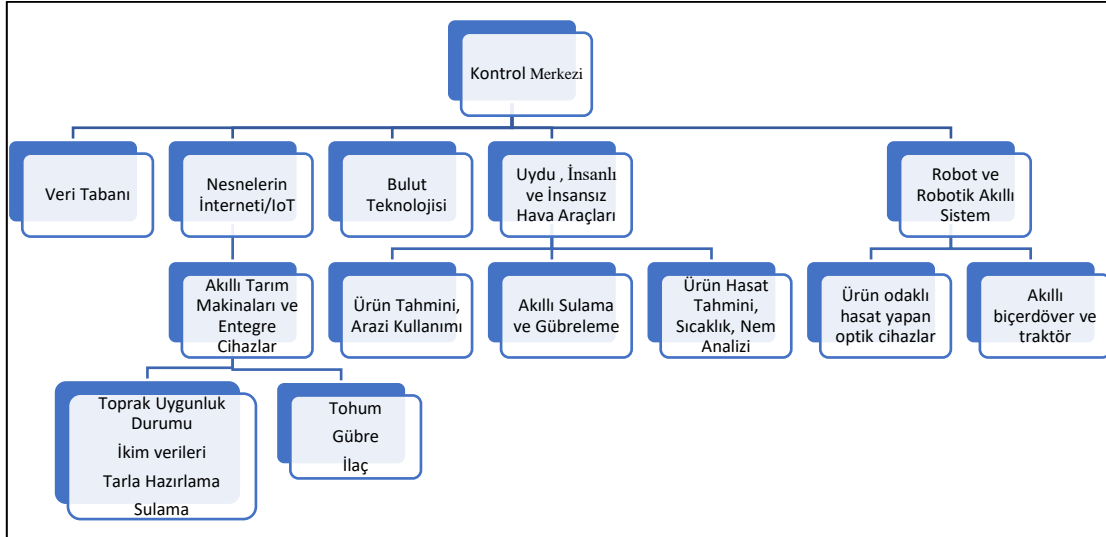 Kontrol Merkezi
Veri Tabanı
Nesnelerin
İnterneti/IoT
Bulut
Teknolojisi
Uydu , İnsanlı
ve İnsansız
Hava Araçları
Robot ve
Robotik Akıllı
Sistem
Akıllı Tarım
Makinaları ve
Entegre
Cihazlar
Ürün Tahmini,
Arazi Kullanımı
Akıllı Sulama
ve Gübreleme
Ürün Hasat
Tahmini,
Sıcaklık, Nem
Analizi
Ürün odaklı
hasat yapan
optik cihazlar
Akıllı
biçerdöver ve
traktör
Toprak Uygunluk
Durumu
İkim verileri
Tarla Hazırlama
Sulama
Tohum
Gübre
İlaç